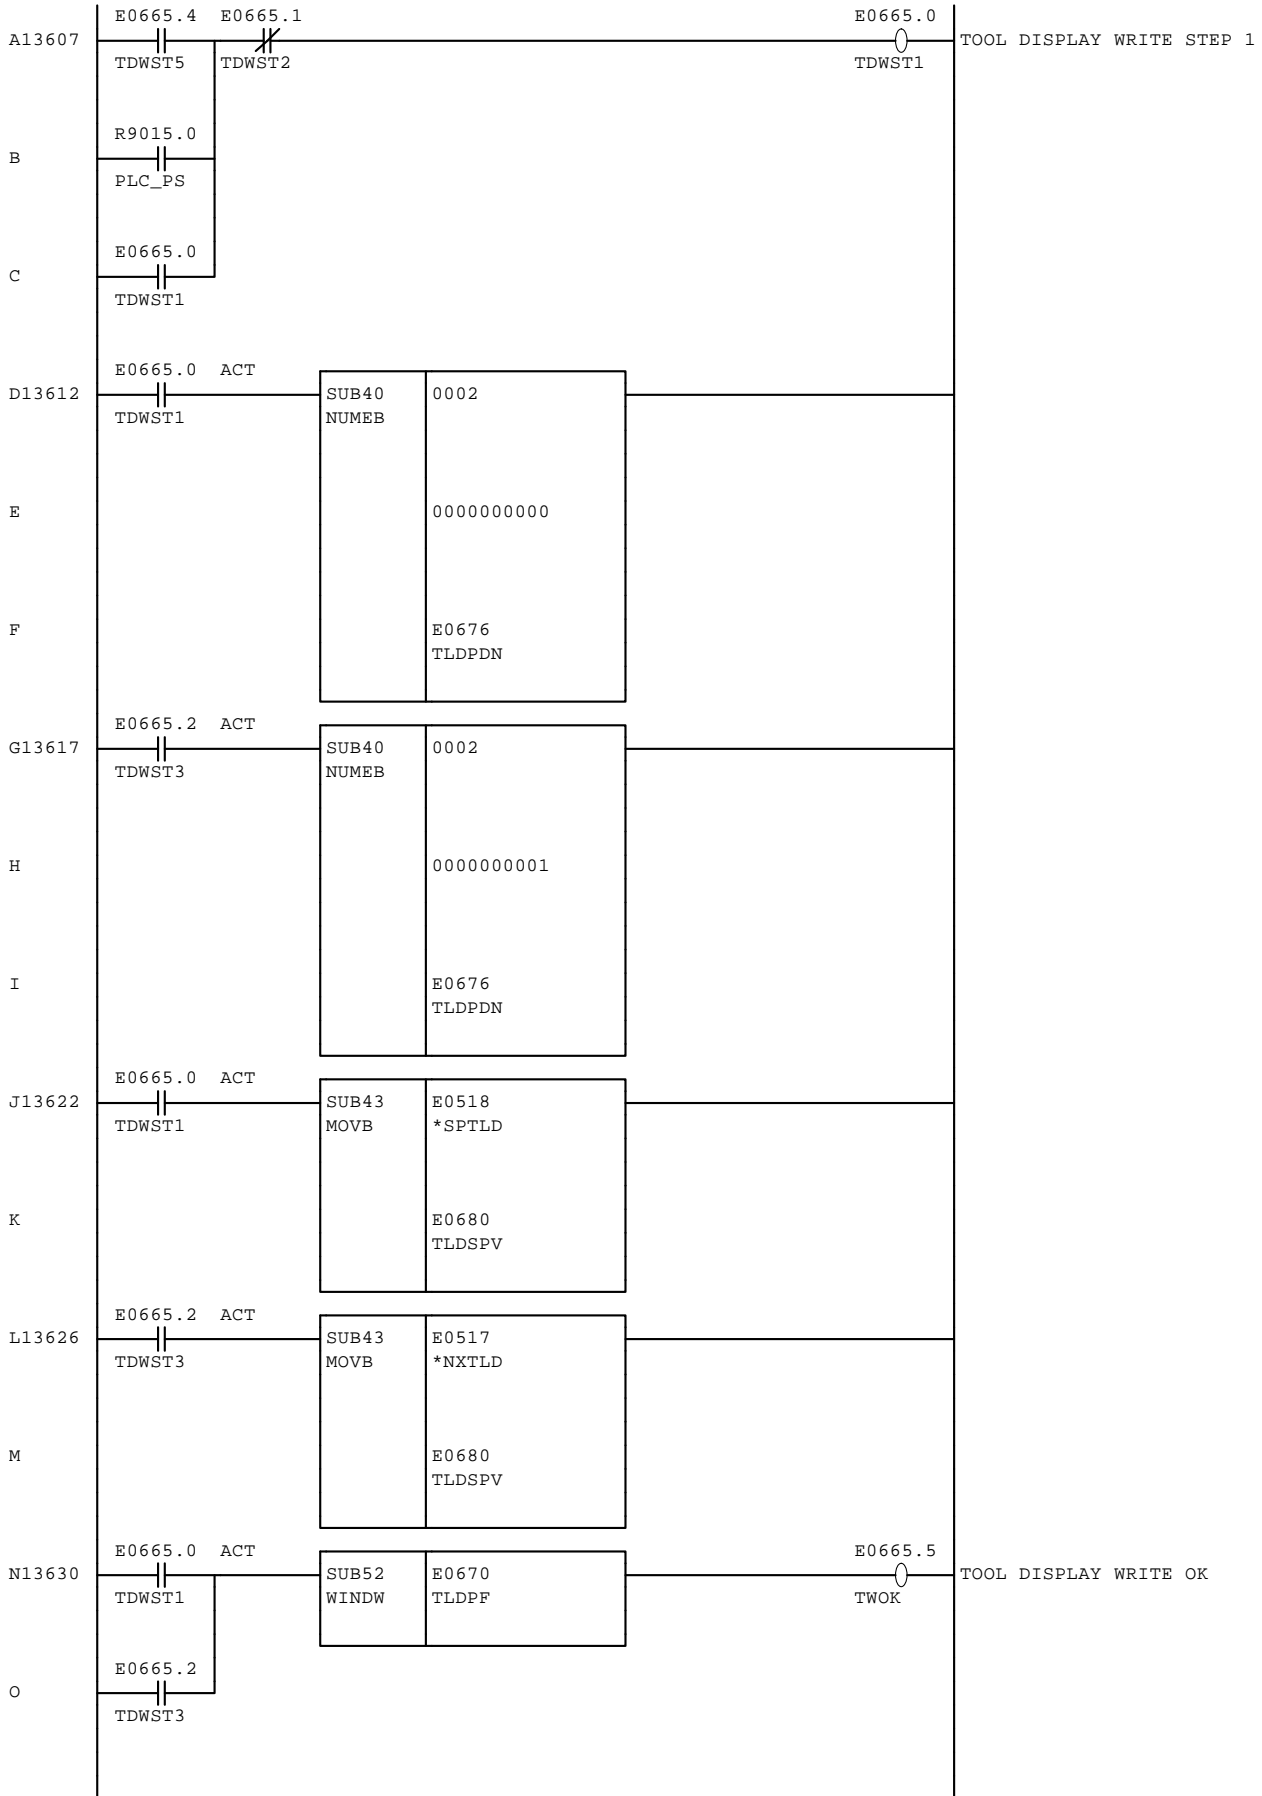 E0665.4 E0665.1 E0665.0
A13607 TOOL DISPLAY WRITE STEP 1
TDWST5 TDWST2 TDWST1
R9015.0
B
PLC_PS
E0665.0
C
TDWST1
E0665.0 ACT
D13612 SUB40 0002
TDWST1 NUMEB
E 0000000000
F E0676
TLDPDN
E0665.2 ACT
G13617 SUB40 0002
TDWST3 NUMEB
H 0000000001
I E0676
TLDPDN
E0665.0 ACT
J13622 SUB43 E0518
TDWST1 MOVB *SPTLD
K E0680
TLDSPV
E0665.2 ACT
L13626 SUB43 E0517
TDWST3 MOVB *NXTLD
M E0680
TLDSPV
E0665.0 ACT E0665.5
N13630 SUB52 E0670 TOOL DISPLAY WRITE OK
TDWST1 WINDW TLDPF TWOK
E0665.2
O
TDWST3